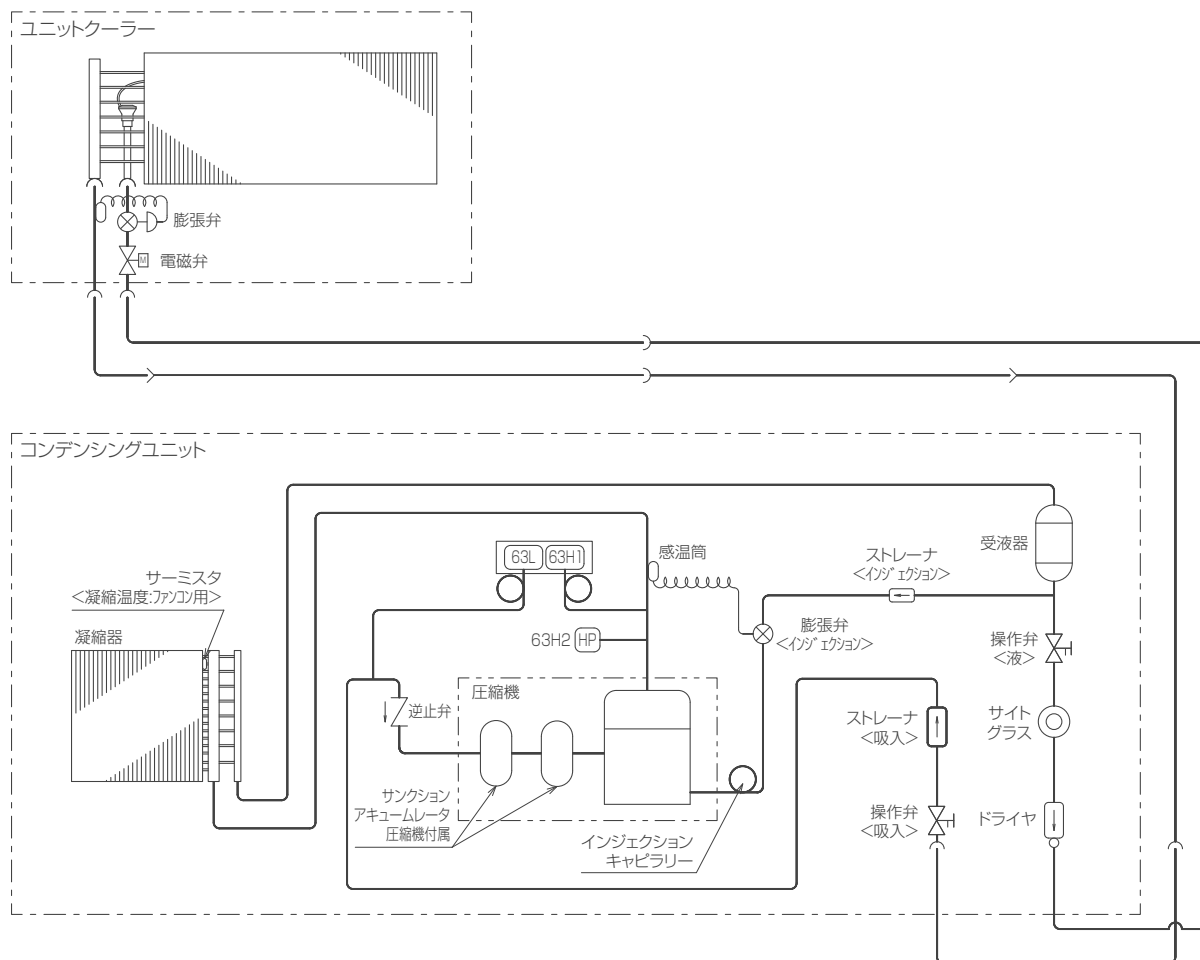 ユニットクーラー
膨張弁
M
電磁弁
コンデンシングユニット
サーミスタ
<凝縮温度:ファンコン用>
凝縮器
63L
63H1
63H2
HP
感温筒
ストレーナ
<インジェクション>
受液器
膨張弁
<インジェクション>
操作弁
<液>
圧縮機
逆止弁
ストレーナ
<吸入>
サイト
グラス
サンクション
アキュームレータ
圧縮機付属
インジェクション
キャピラリー
操作弁
<吸入>
ドライヤ